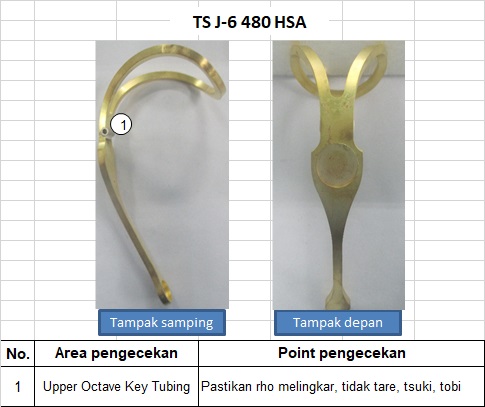 TS J-6 480 HSA
1
Tampak samping
Tampak depan
No. Area pengecekan Point pengecekan
1 Upper Octave Key Tubing Pastikan rho melingkar, tidak tare, tsuki, tobi